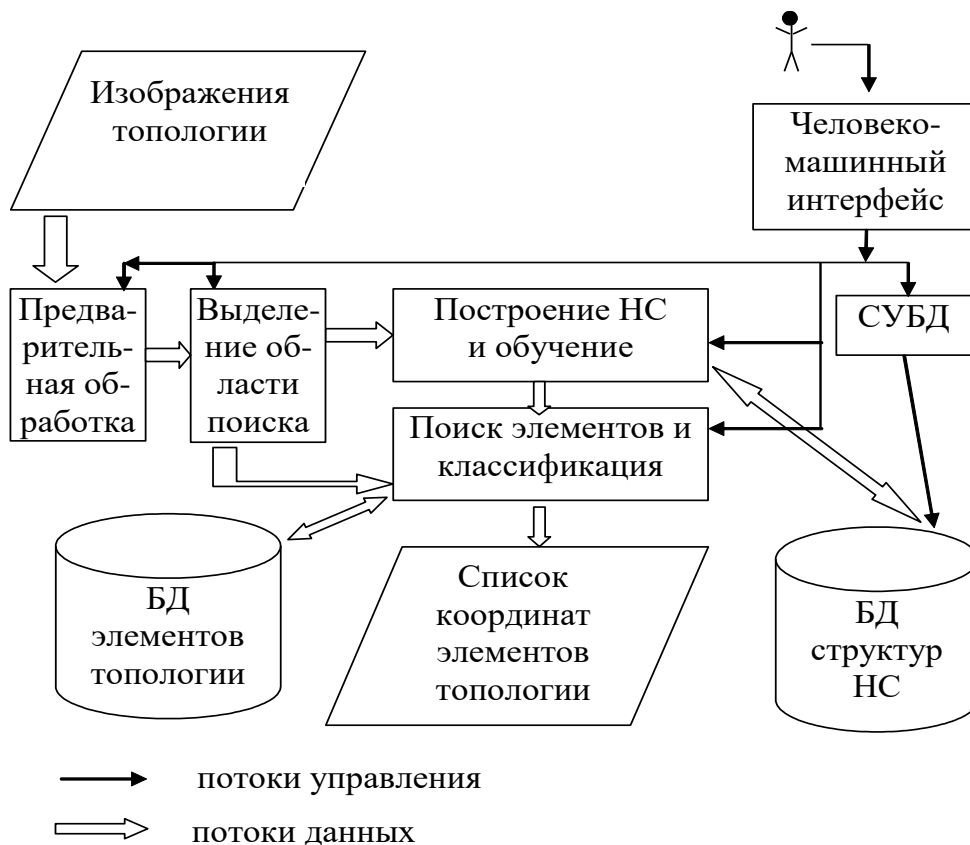 Изображения
топологии
Человеко-
машинный
интерфейс
Предва-
ритель-
ная об-
работка
Выделе-
ние об-
ласти
поиска
Построение НС
и обучение
СУБД
Поиск элементов и
классификация
БД
элементов
топологии
Список
координат
элементов
топологии
БД
структур
НС
потоки управления
потоки данных